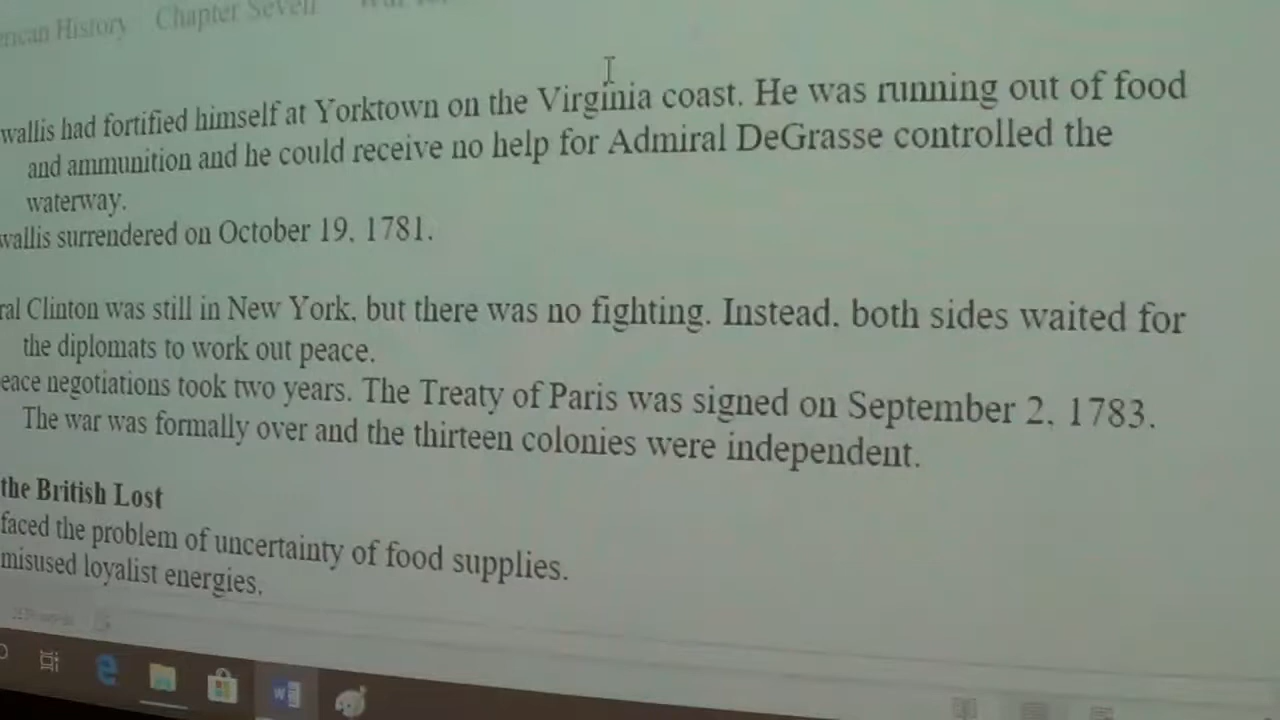 erican History Chapter Seven
wallis had fortified himself at Yorktown on the Virginia coast. He was running out of food
and ammunition and he could receive no help for Admiral DeGrasse controlled the
waterway.
wallis surrendered on October 19, 1781.
ral Clinton was still in New York, but there was no fighting. Instead, both sides waited for
the diplomats to work out peace.
eace negotiations took two years. The Treaty of Paris was signed on September 2, 1783.
The war was formally over and the thirteen colonies were independent.
the British Lost
faced the problem of uncertainty of food supplies.
misused loyalist energies.